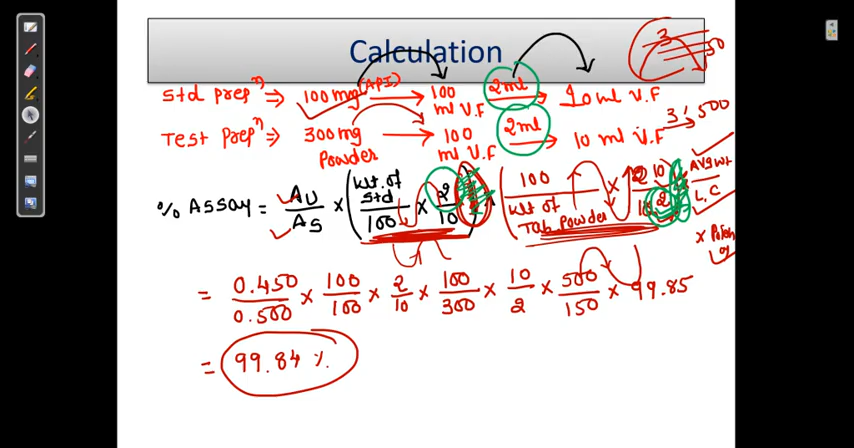 Calculation
3
50
Std Prepⁿ) ⇒ 100 mg (API) → 100 ml V.F 2ml → 10 ml V.F
3 → 500
Test Prepⁿ) ⇒ 300 mg Powder → 100 ml V.F 2ml → 10 ml V.F
% Assay = AU/AS × (Wt. of Std/100 × 2/10) × (100/Wt of Tab Powder × 10/2) × Avg wt/L.C
×
= 0.450/0.500 × 100/100 × 2/10 × 100/300 × 10/2 × 500/150 × 99.85
= 99.84 %